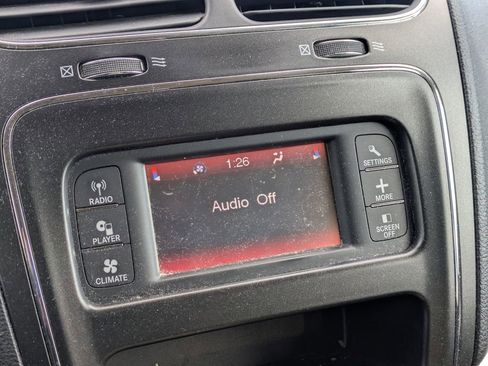 1:26
Audio Off
RADIO
PLAYER
CLIMATE
SETTINGS
MORE
SCREEN
OFF